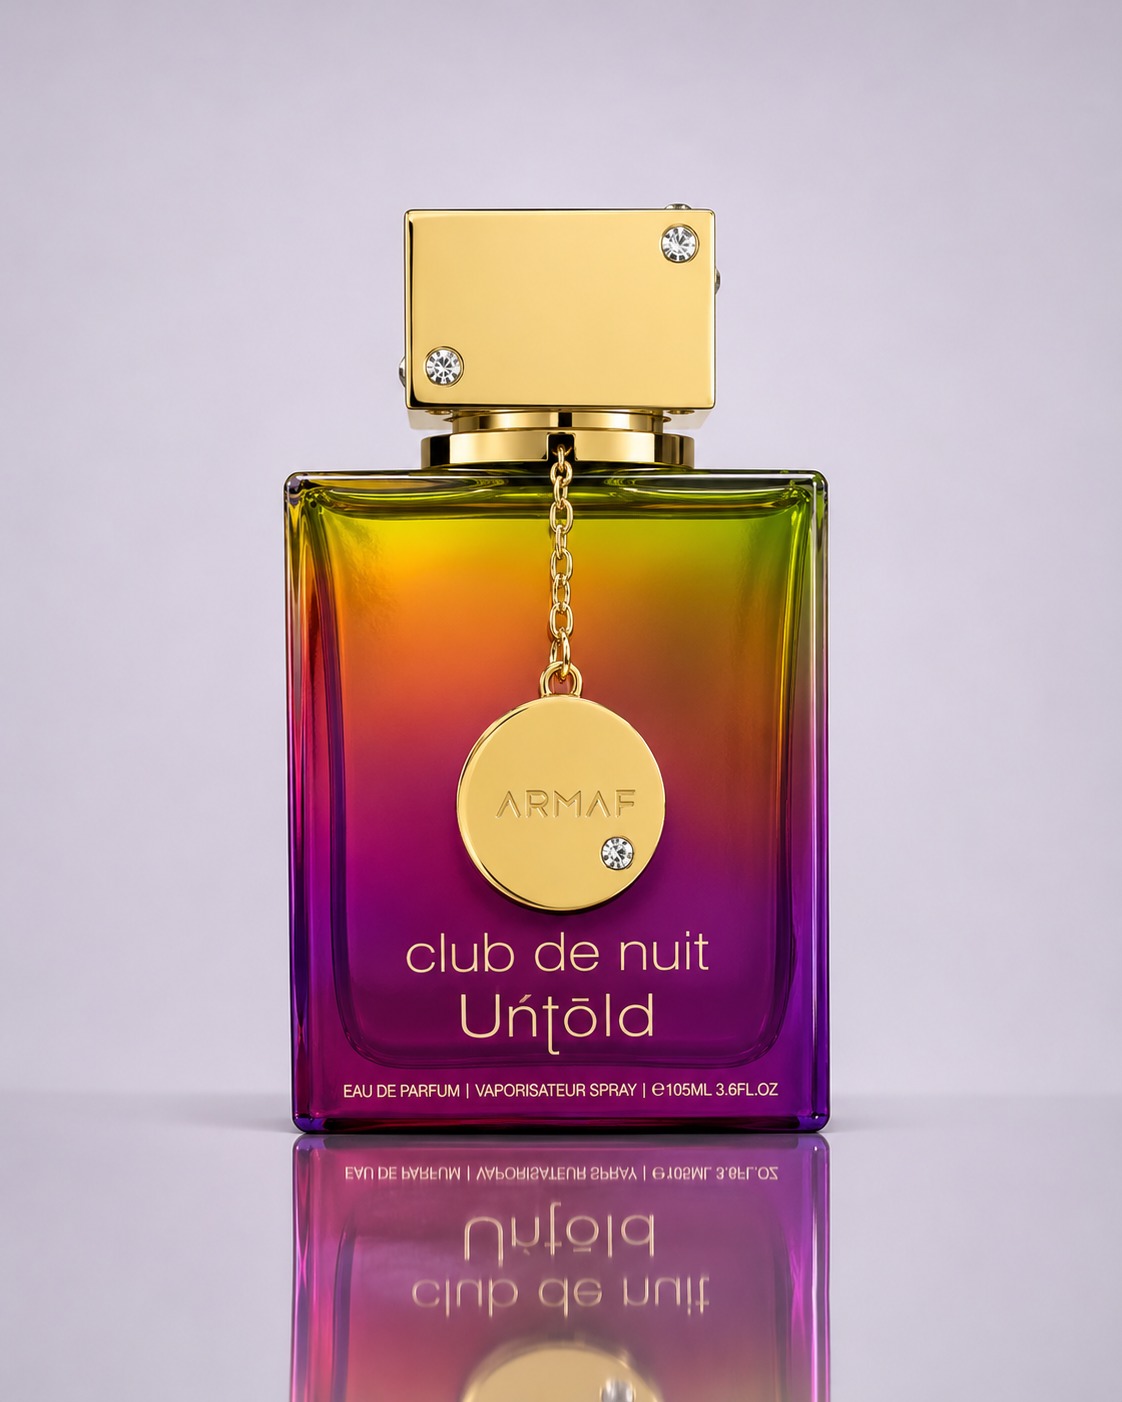 ARMAF
club de nuit
Uńtōld
EAU DE PARFUM | VAPORISATEUR SPRAY | ℮105ML 3.6FL.OZ